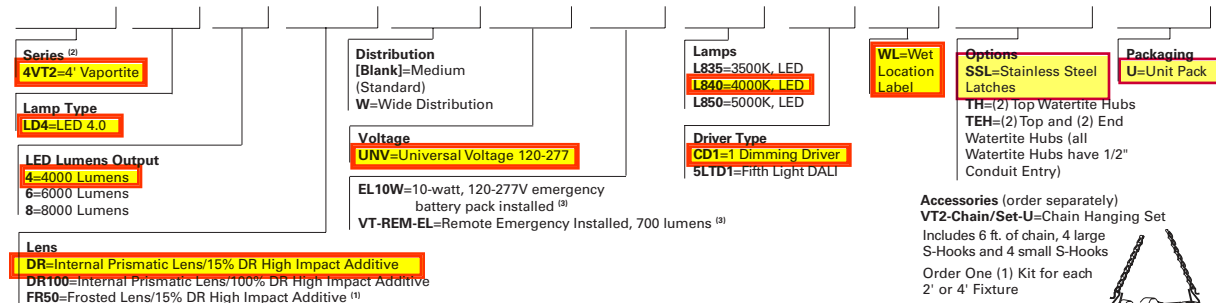 Series (2)
4VT2=4' Vaportite
Lamp Type
LD4=LED 4.0
LED Lumens Output
4=4000 Lumens
6=6000 Lumens
8=8000 Lumens
Lens
DR=Internal Prismatic Lens/15% DR High Impact Additive
DR100=Internal Prismatic Lens/100% DR High Impact Additive
FR50=Frosted Lens/15% DR High Impact Additive (1)
Distribution
[Blank]=Medium
(Standard)
W=Wide Distribution
Voltage
UNV=Universal Voltage 120-277
EL10W=10-watt, 120-277V emergency
battery pack installed (3)
VT-REM-EL=Remote Emergency Installed, 700 lumens (3)
Lamps
L835=3500K, LED
L840=4000K, LED
L850=5000K, LED
Driver Type
CD1=1 Dimming Driver
5LTD1=Fifth Light DALI
WL=Wet
Location
Label
Options
SSL=Stainless Steel
Latches
TH=(2) Top Watertite Hubs
TEH=(2) Top and (2) End
Watertite Hubs (all
Watertite Hubs have 1/2"
Conduit Entry)
Packaging
U=Unit Pack
Accessories (order separately)
VT2-Chain/Set-U=Chain Hanging Set
Includes 6 ft. of chain, 4 large
S-Hooks and 4 small S-Hooks
Order One (1) Kit for each
2' or 4' Fixture